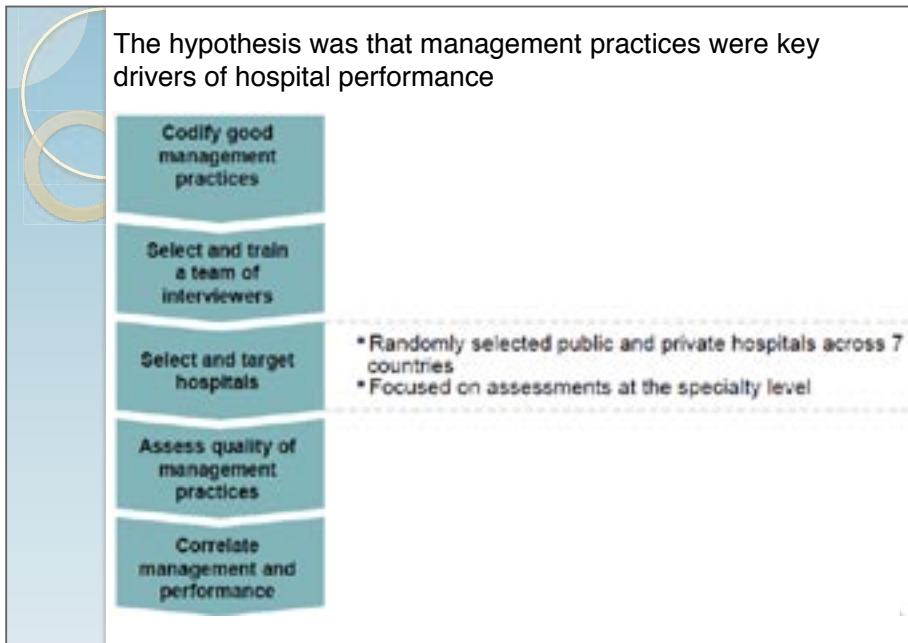 The hypothesis was that management practices were key
drivers of hospital performance
Codify good
management
practices
Select and train
a team of
interviewers
Select and target
hospitals
• Randomly selected public and private hospitals across 7
countries
• Focused on assessments at the specialty level
Assess quality of
management
practices
Correlate
management and
performance